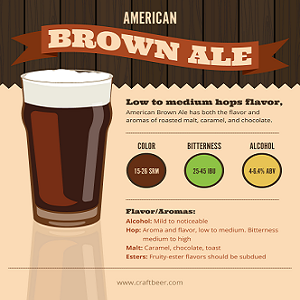 AMERICAN
BROWN ALE
Low to medium hops flavor,
American Brown Ale has both the flavor and
aromas of roasted malt, caramel, and chocolate.
COLOR BITTERNESS ALCOHOL
15-26 SRM 25-45 IBU 4-6.4% ABV
Flavor/Aromas:
Alcohol: Mild to noticeable
Hop: Aroma and flavor, low to medium. Bitterness
medium to high
Malt: Caramel, chocolate, toast
Esters: Fruity-ester flavors should be subdued
www.craftbeer.com